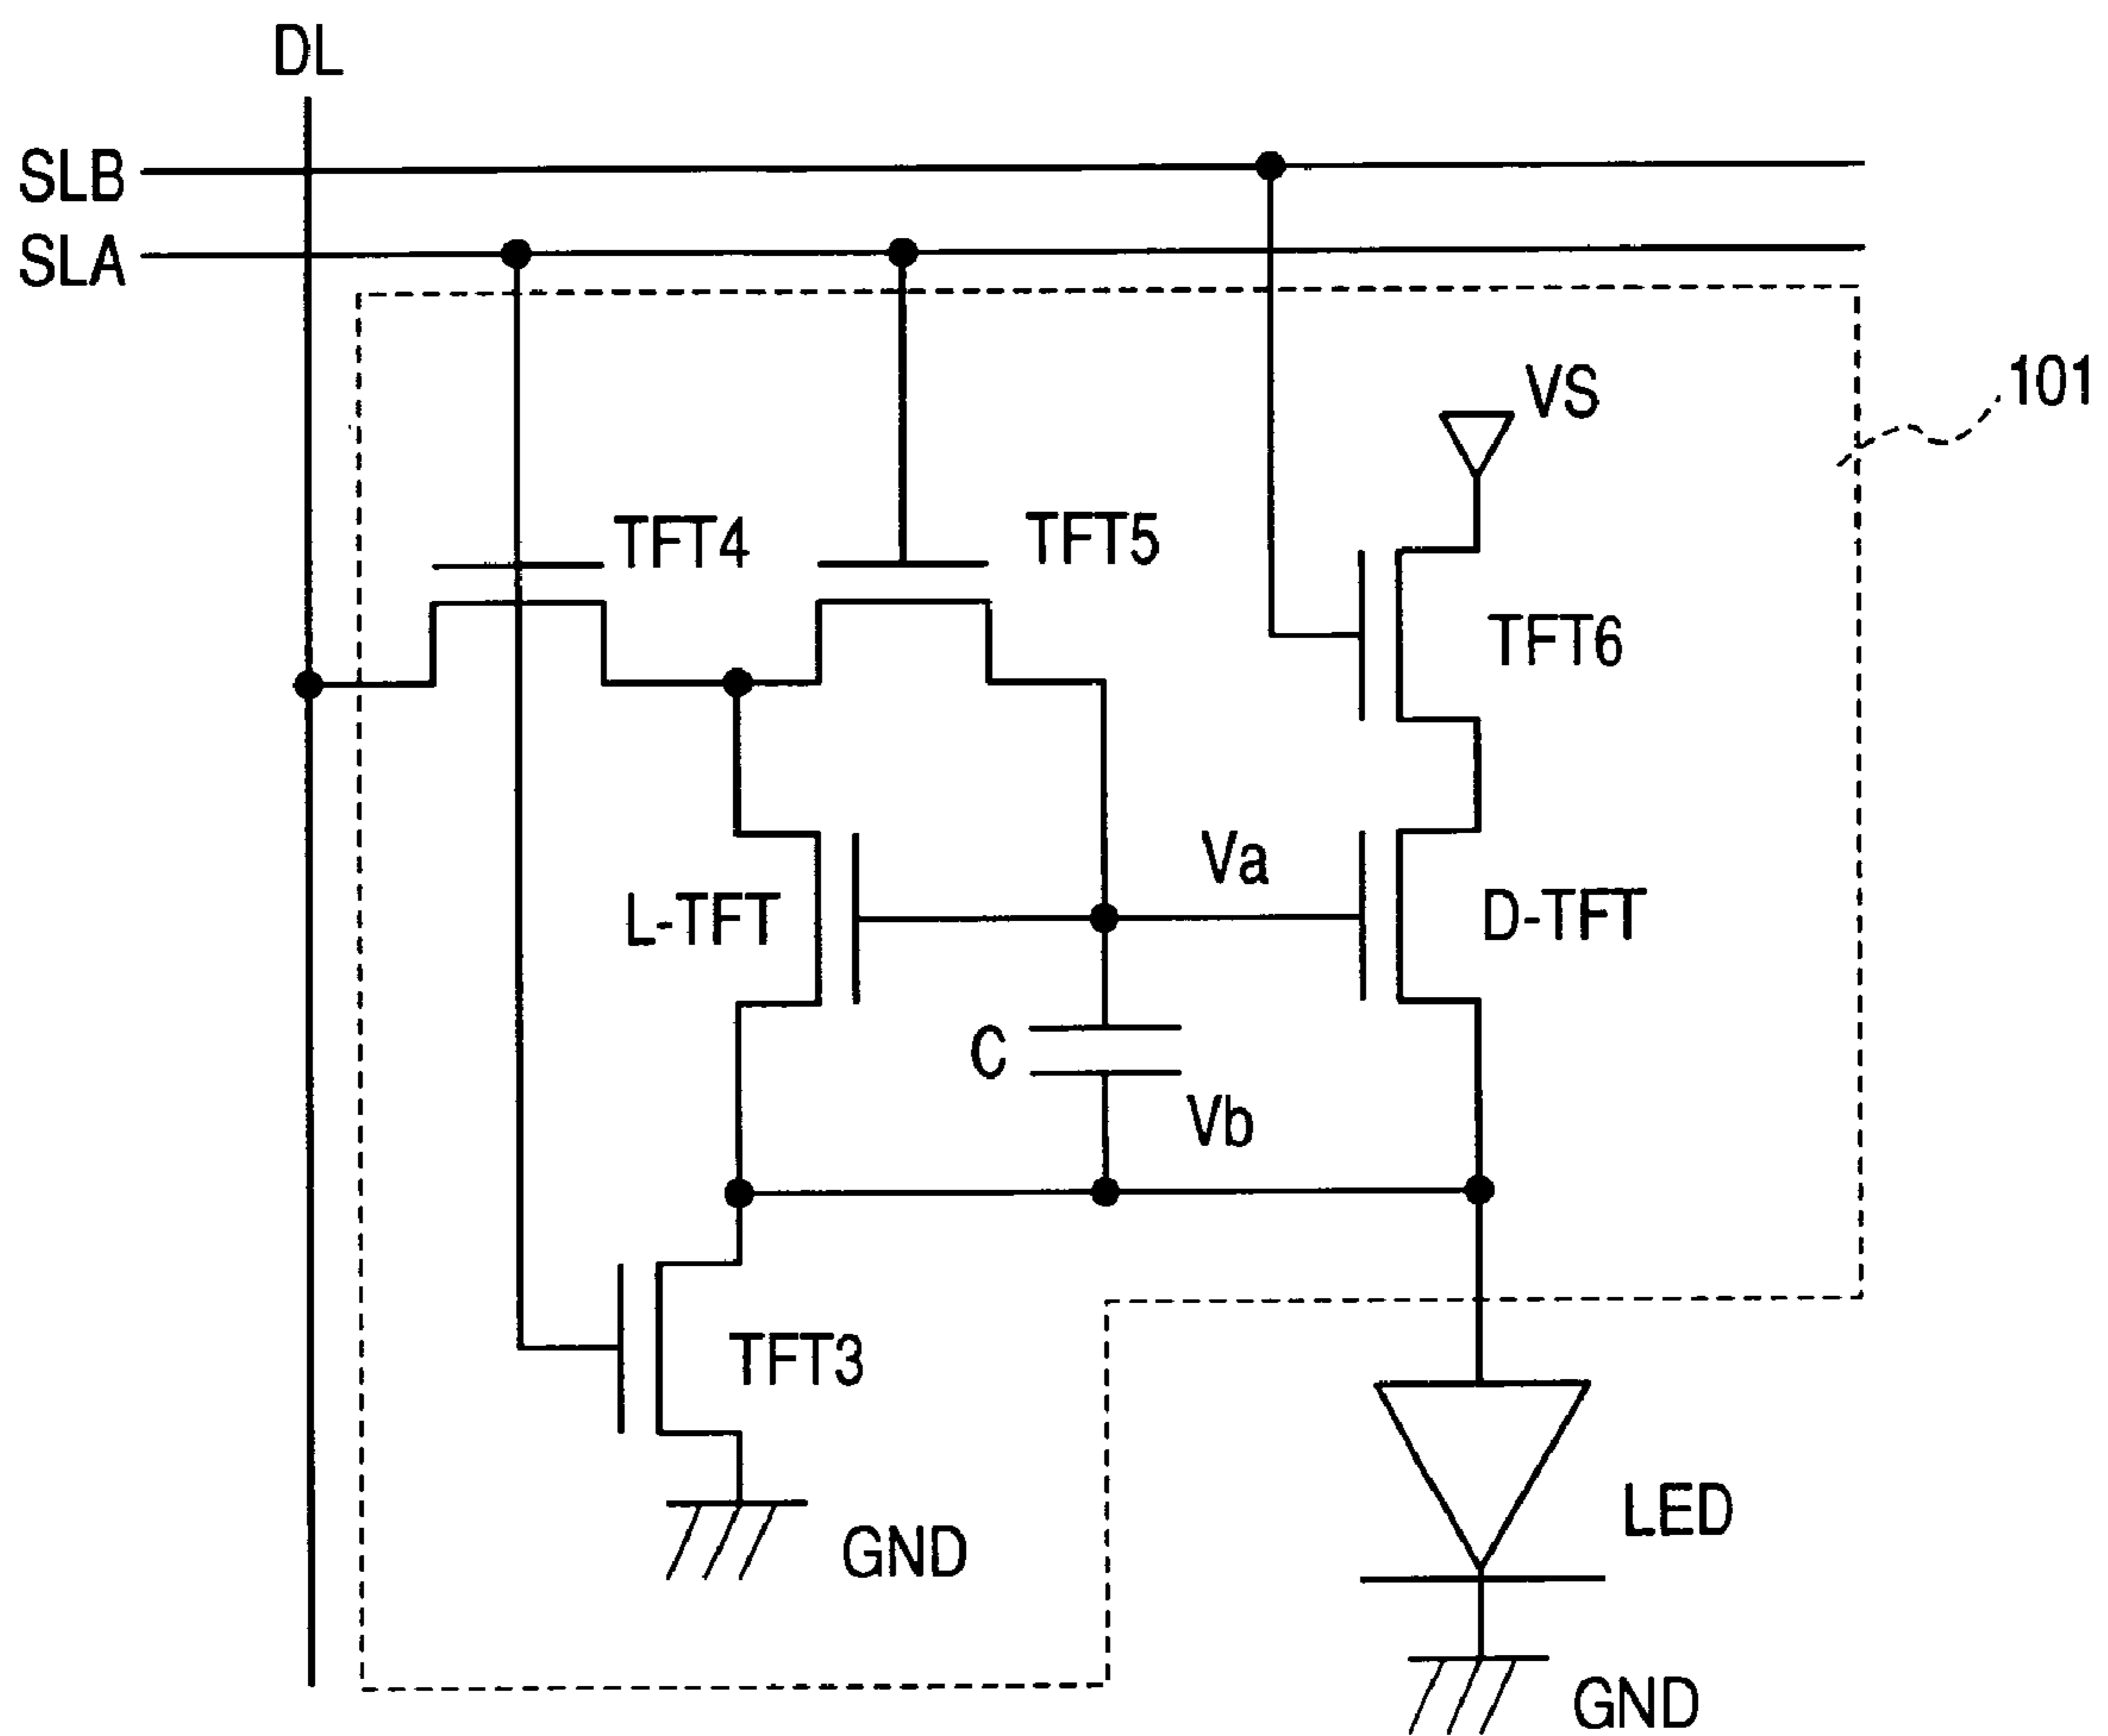 DL
SLB
SLA
VS
101
TFT4
TFT5
TFT6
Va
L-TFT
D-TFT
C
Vb
TFT3
LED
GND
GND